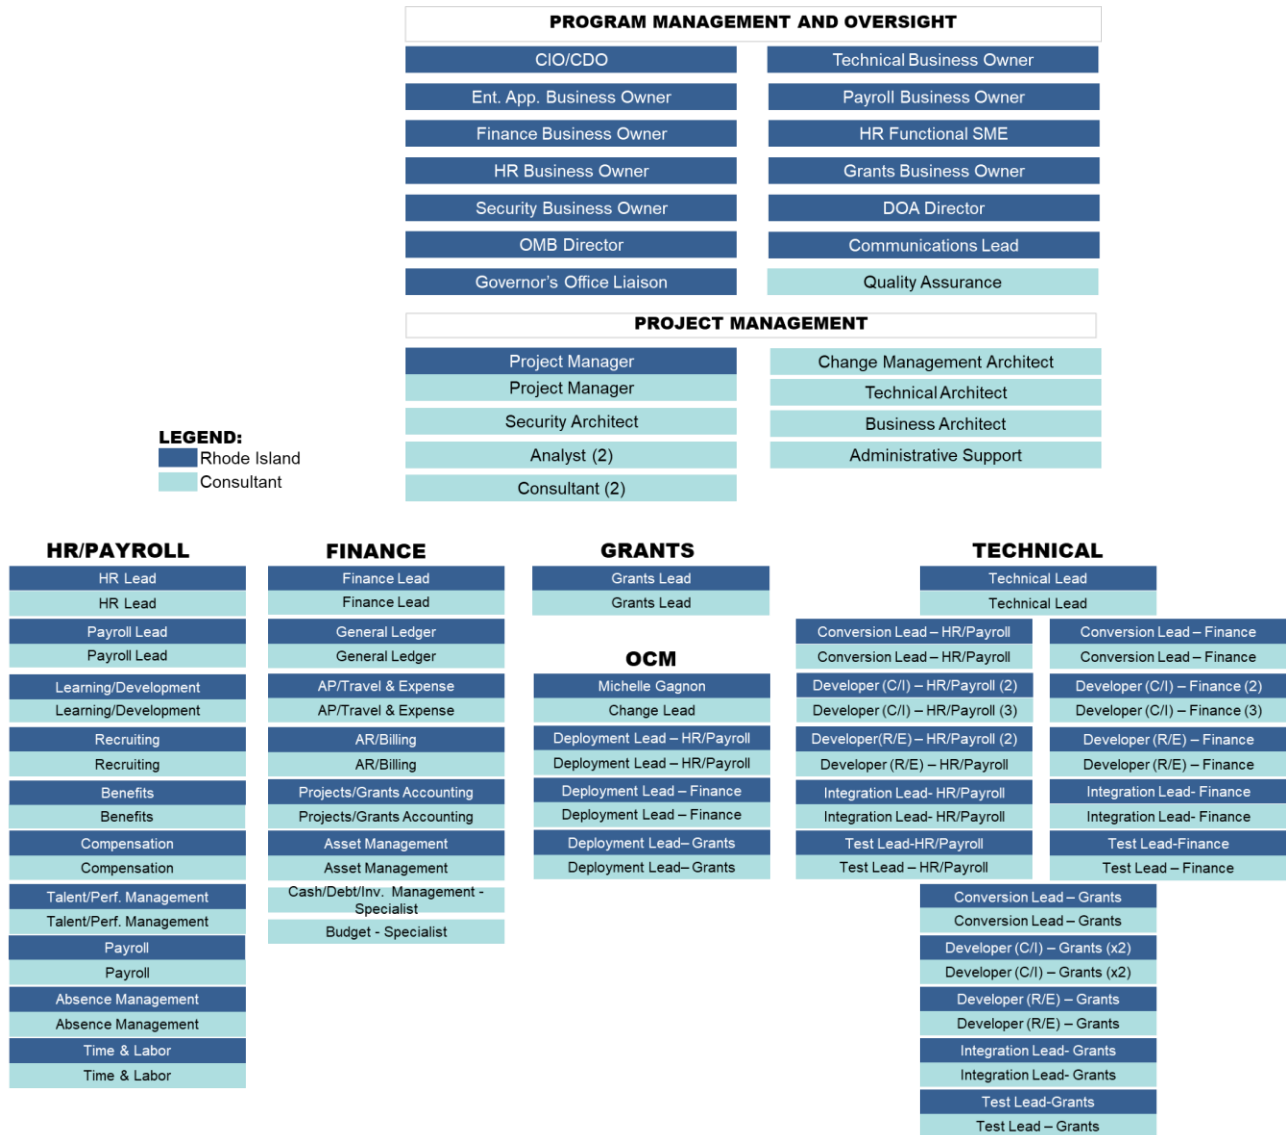 PROGRAM MANAGEMENT AND OVERSIGHT
CIO/CDO
Technical Business Owner
Ent. App. Business Owner
Payroll Business Owner
Finance Business Owner
HR Functional SME
HR Business Owner
Grants Business Owner
Security Business Owner
DOA Director
OMB Director
Communications Lead
Governor's Office Liaison
Quality Assurance
PROJECT MANAGEMENT
Project Manager
Project Manager
Security Architect
Analyst (2)
Consultant (2)
Change Management Architect
Technical Architect
Business Architect
Administrative Support
LEGEND:
Rhode Island
Consultant
HR/PAYROLL
HR Lead
HR Lead
Payroll Lead
Payroll Lead
Learning/Development
Learning/Development
Recruiting
Recruiting
Benefits
Benefits
Compensation
Compensation
Talent/Perf. Management
Talent/Perf. Management
Payroll
Payroll
Absence Management
Absence Management
Time & Labor
Time & Labor
FINANCE
Finance Lead
Finance Lead
General Ledger
General Ledger
AP/Travel & Expense
AP/Travel & Expense
AR/Billing
AR/Billing
Projects/Grants Accounting
Projects/Grants Accounting
Asset Management
Asset Management
Cash/Debt/Inv. Management -
Specialist
Budget - Specialist
GRANTS
Grants Lead
Grants Lead
OCM
Michelle Gagnon
Change Lead
Deployment Lead – HR/Payroll
Deployment Lead – HR/Payroll
Deployment Lead – Finance
Deployment Lead – Finance
Deployment Lead– Grants
Deployment Lead– Grants
TECHNICAL
Technical Lead
Technical Lead
Conversion Lead – HR/Payroll
Conversion Lead – HR/Payroll
Developer (C/I) – HR/Payroll (2)
Developer (C/I) – HR/Payroll (3)
Developer(R/E) – HR/Payroll (2)
Developer (R/E) – HR/Payroll
Integration Lead- HR/Payroll
Integration Lead- HR/Payroll
Test Lead-HR/Payroll
Test Lead – HR/Payroll
Conversion Lead – Finance
Conversion Lead – Finance
Developer (C/I) – Finance (2)
Developer (C/I) – Finance (3)
Developer (R/E) – Finance
Developer (R/E) – Finance
Integration Lead- Finance
Integration Lead- Finance
Test Lead-Finance
Test Lead – Finance
Conversion Lead – Grants
Conversion Lead – Grants
Developer (C/I) – Grants (x2)
Developer (C/I) – Grants (x2)
Developer (R/E) – Grants
Developer (R/E) – Grants
Integration Lead- Grants
Integration Lead- Grants
Test Lead-Grants
Test Lead – Grants